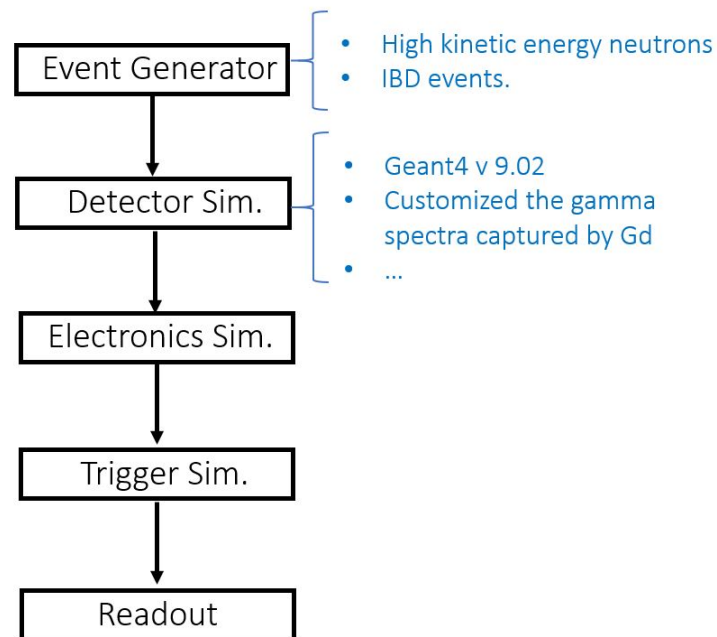 Event Generator
• High kinetic energy neutrons
• IBD events.
Detector Sim.
• Geant4 v 9.02
• Customized the gamma
spectra captured by Gd
• ...
Electronics Sim.
Trigger Sim.
Readout